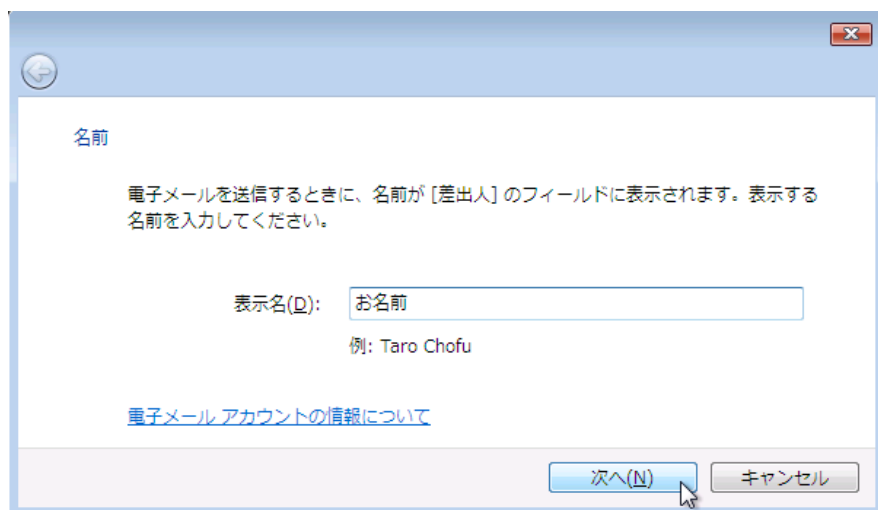 名前
電子メールを送信するときに、名前が [差出人] のフィールドに表示されます。表示する
名前を入力してください。
表示名(D): お名前
例: Taro Chofu
電子メール アカウントの情報について
次へ(N) キャンセル